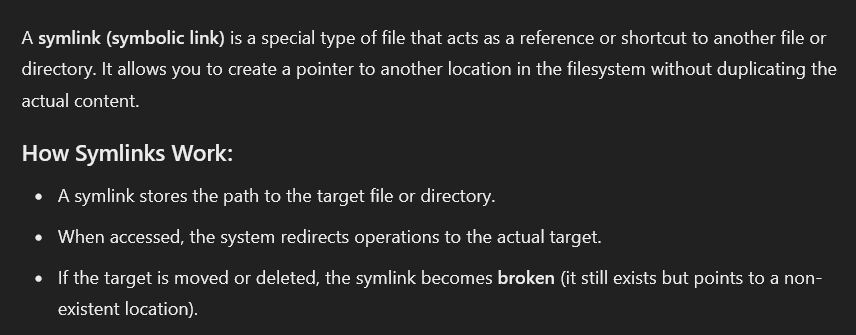 A symlink (symbolic link) is a special type of file that acts as a reference or shortcut to another file or
directory. It allows you to create a pointer to another location in the filesystem without duplicating the
actual content.
How Symlinks Work:
• A symlink stores the path to the target file or directory.
• When accessed, the system redirects operations to the actual target.
• If the target is moved or deleted, the symlink becomes broken (it still exists but points to a non-
existent location).